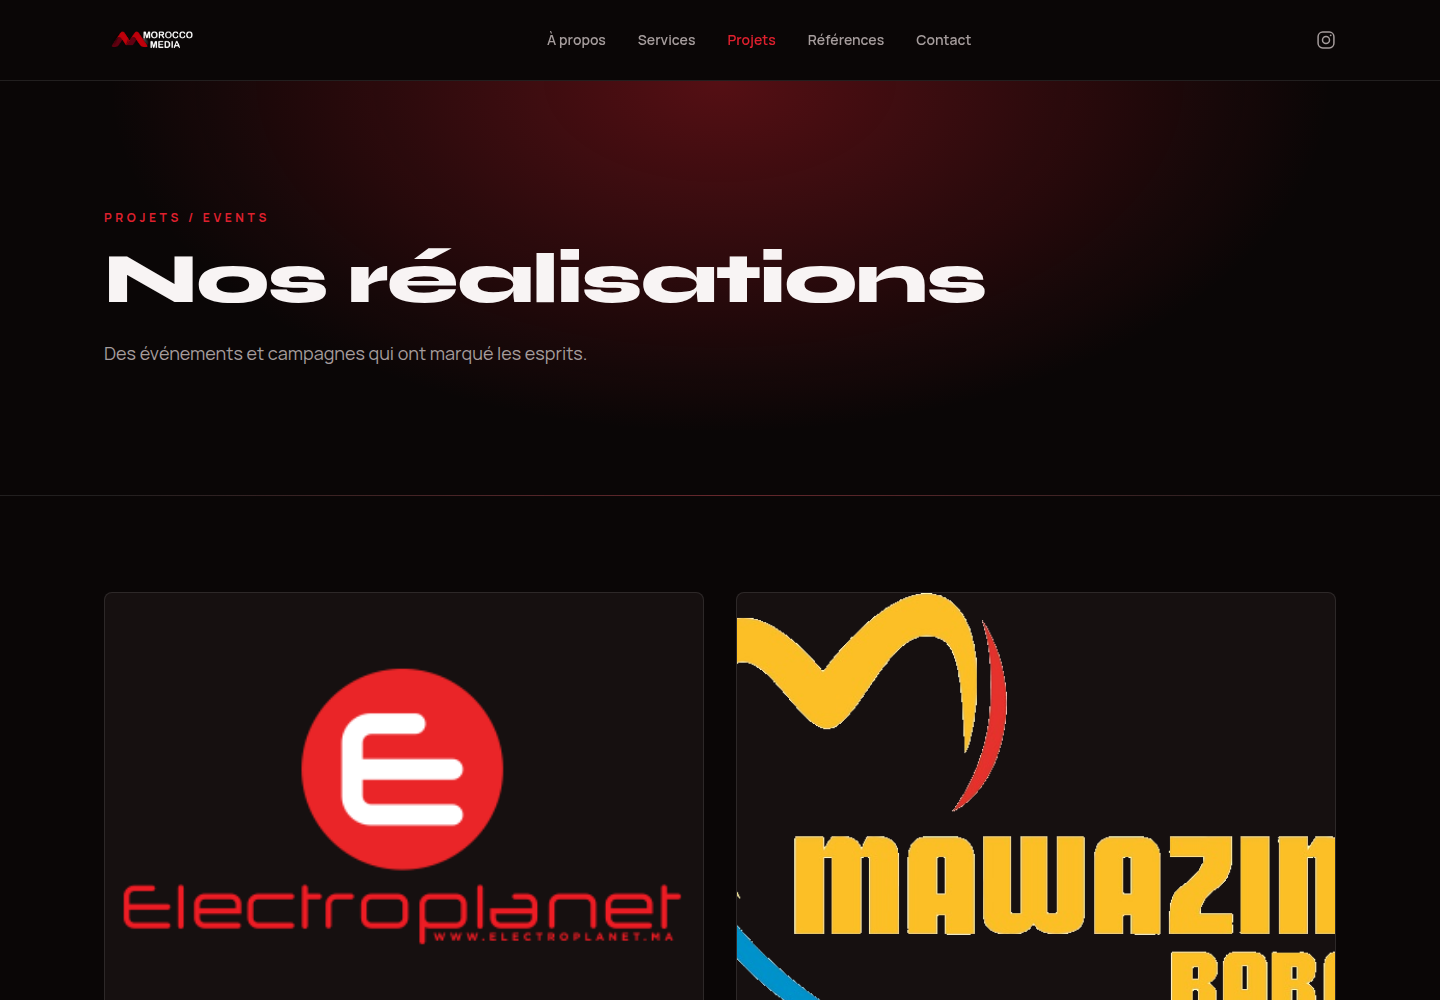 MOROCCO
MEDIA
À propos
Services
Projets
Références
Contact
PROJETS / EVENTS
Nos réalisations
Des événements et campagnes qui ont marqué les esprits.
Electroplanet
WWW.ELECTROPLANET.MA
MAWAZIN